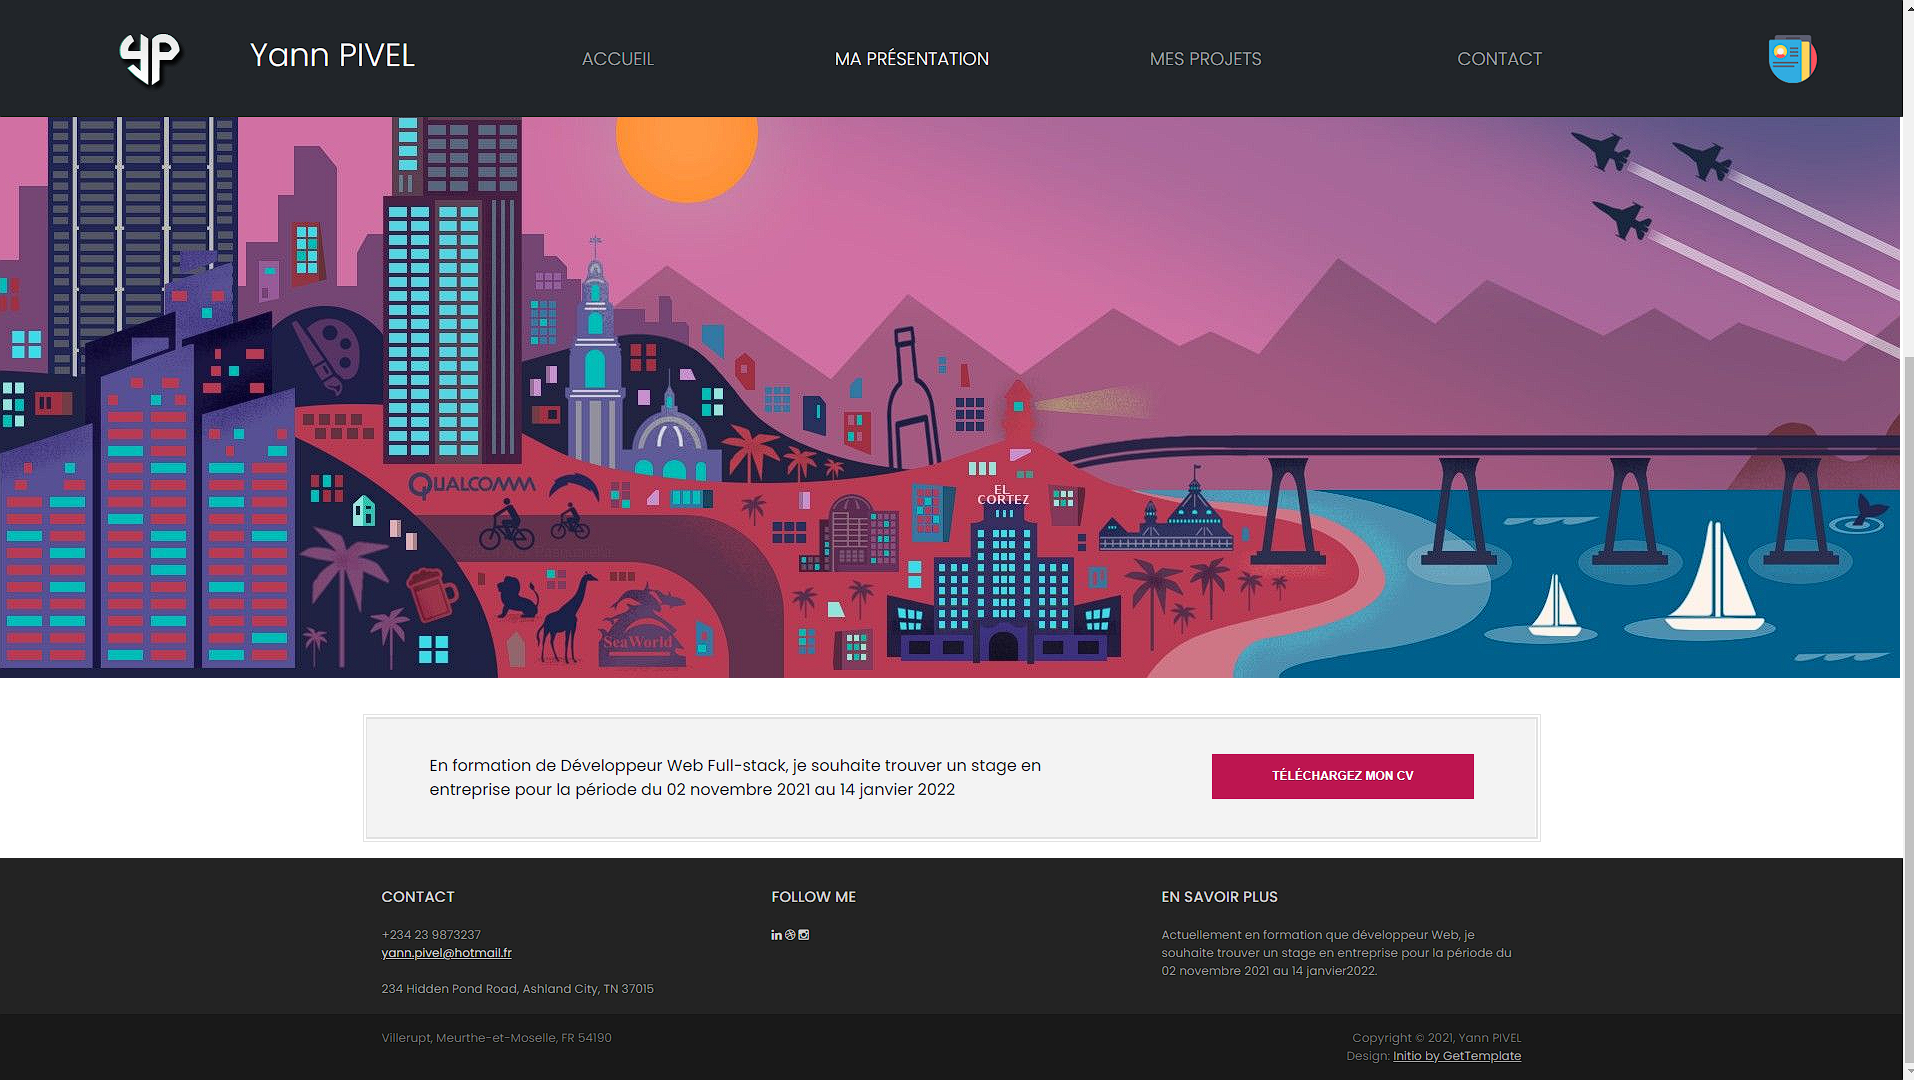 YP
Yann PIVEL
ACCUEIL
MA PRÉSENTATION
MES PROJETS
CONTACT
QUALCOMM
EL
CORTEZ
SeaWorld
En formation de Développeur Web Full-stack, je souhaite trouver un stage en
entreprise pour la période du 02 novembre 2021 au 14 janvier 2022
TÉLÉCHARGEZ MON CV
CONTACT
+234 23 9873237
yann.pivel@hotmail.fr
234 Hidden Pond Road, Ashland City, TN 37015
FOLLOW ME
EN SAVOIR PLUS
Actuellement en formation que développeur Web, je
souhaite trouver un stage en entreprise pour la période du
02 novembre 2021 au 14 janvier2022.
Villerupt, Meurthe-et-Moselle, FR 54190
Copyright © 2021, Yann PIVEL
Design: Initio by GetTemplate